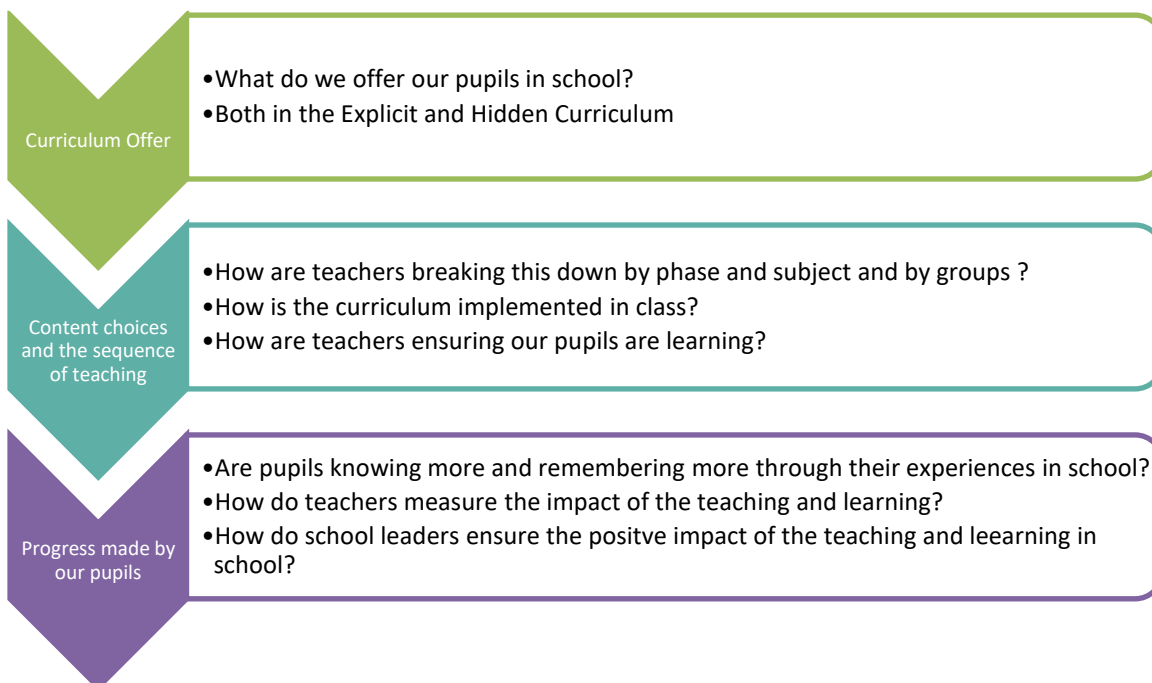 Curriculum Offer
•What do we offer our pupils in school?
•Both in the Explicit and Hidden Curriculum
Content choices
and the sequence
of teaching
•How are teachers breaking this down by phase and subject and by groups ?
•How is the curriculum implemented in class?
•How are teachers ensuring our pupils are learning?
Progress made by
our pupils
•Are pupils knowing more and remembering more through their experiences in school?
•How do teachers measure the impact of the teaching and learning?
•How do school leaders ensure the positve impact of the teaching and leearning in
school?